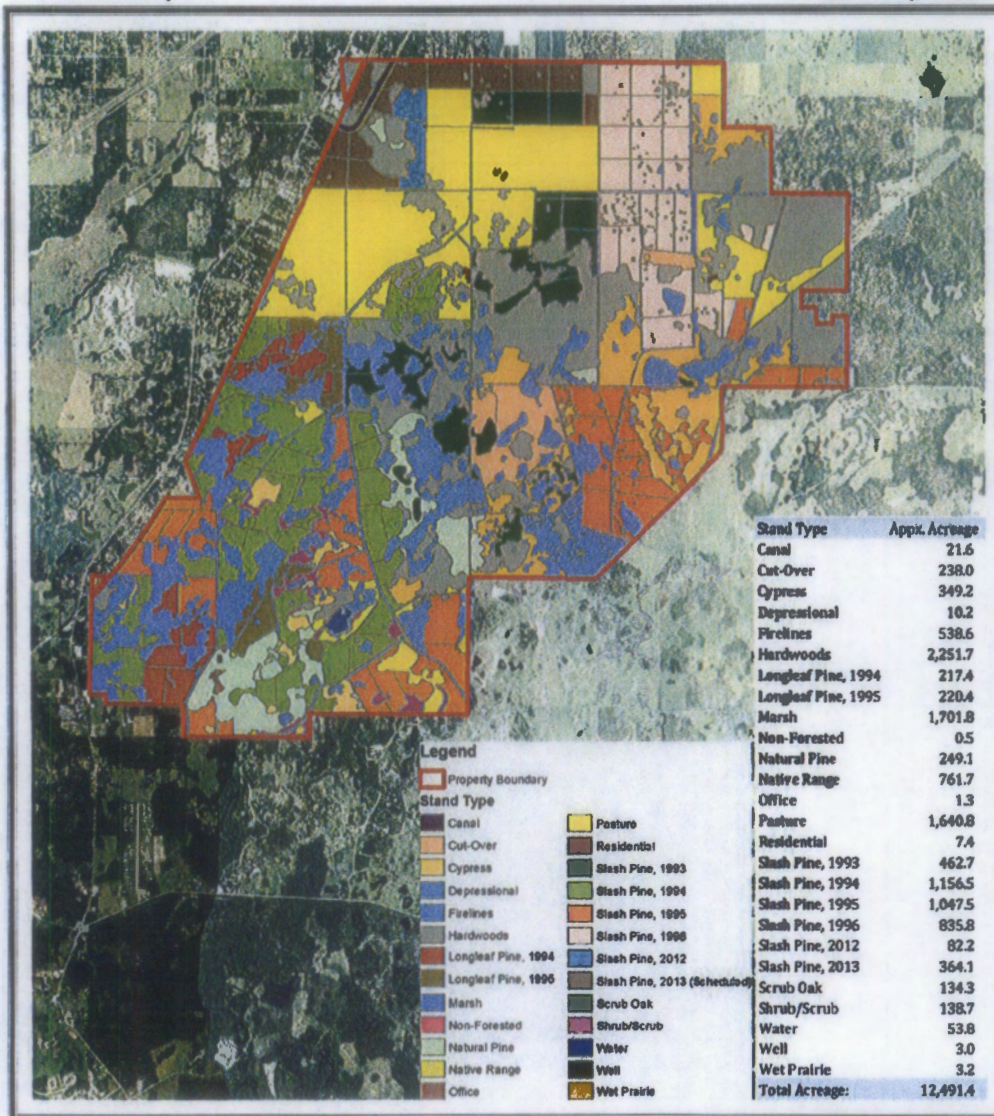 Stand Type Appx. Acreage
Canal 21.6
Cut-Over 238.0
Cypress 349.2
Depressional 10.2
Firelines 538.6
Hardwoods 2,251.7
Longleaf Pine, 1994 217.4
Longleaf Pine, 1995 220.4
Marsh 1,701.8
Non-Forested 0.5
Natural Pine 249.1
Native Range 761.7
Office 1.3
Pasture 1,640.8
Residential 7.4
Slash Pine, 1993 462.7
Slash Pine, 1994 1,156.5
Slash Pine, 1995 1,047.5
Slash Pine, 1996 835.8
Slash Pine, 2012 82.2
Slash Pine, 2013 364.1
Scrub Oak 134.3
Shrub/Scrub 138.7
Water 53.8
Well 3.0
Wet Prairie 3.2
Total Acreage: 12,491.4
Legend
Property Boundary
Stand Type
Canal
Cut-Over
Cypress
Depressional
Firelines
Hardwoods
Longleaf Pine, 1994
Longleaf Pine, 1995
Marsh
Non-Forested
Natural Pine
Native Range
Office
Pasture
Residential
Slash Pine, 1993
Slash Pine, 1994
Slash Pine, 1995
Slash Pine, 1996
Slash Pine, 2012
Slash Pine, 2013 (Scheduled)
Scrub Oak
Shrub/Scrub
Water
Well
Wet Prairie